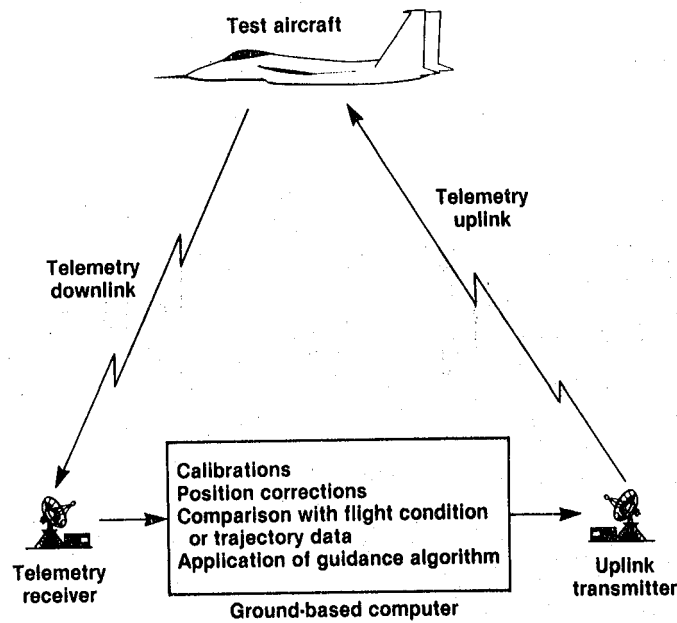 Test aircraft
Telemetry
uplink
Telemetry
downlink
Calibrations
Position corrections
Comparison with flight condition
or trajectory data
Application of guidance algorithm
Telemetry
receiver
Uplink
transmitter
Ground-based computer